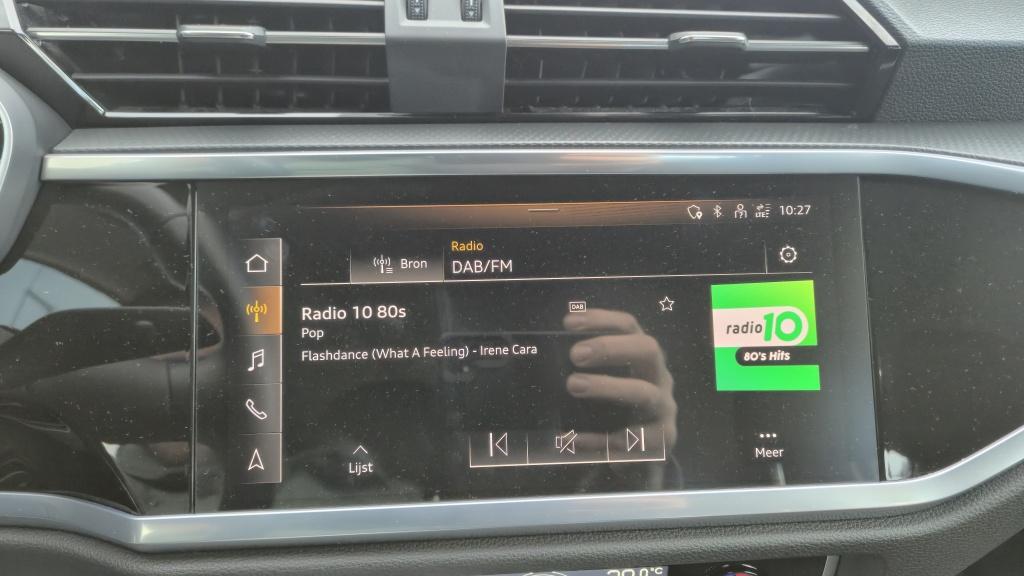 10:27
Radio
Bron
DAB/FM
Radio 10 80s
DAB
Pop
radio10
Flashdance (What A Feeling) - Irene Cara
80's Hits
Lijst
Meer